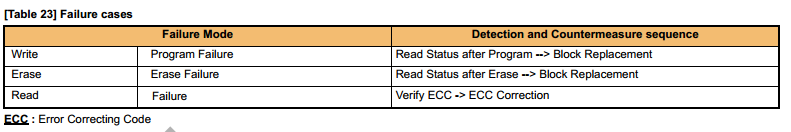 [Table 23] Failure cases
Failure Mode Detection and Countermeasure sequence
Write Program Failure Read Status after Program --> Block Replacement
Erase Erase Failure Read Status after Erase --> Block Replacement
Read Failure Verify ECC -> ECC Correction
ECC : Error Correcting Code